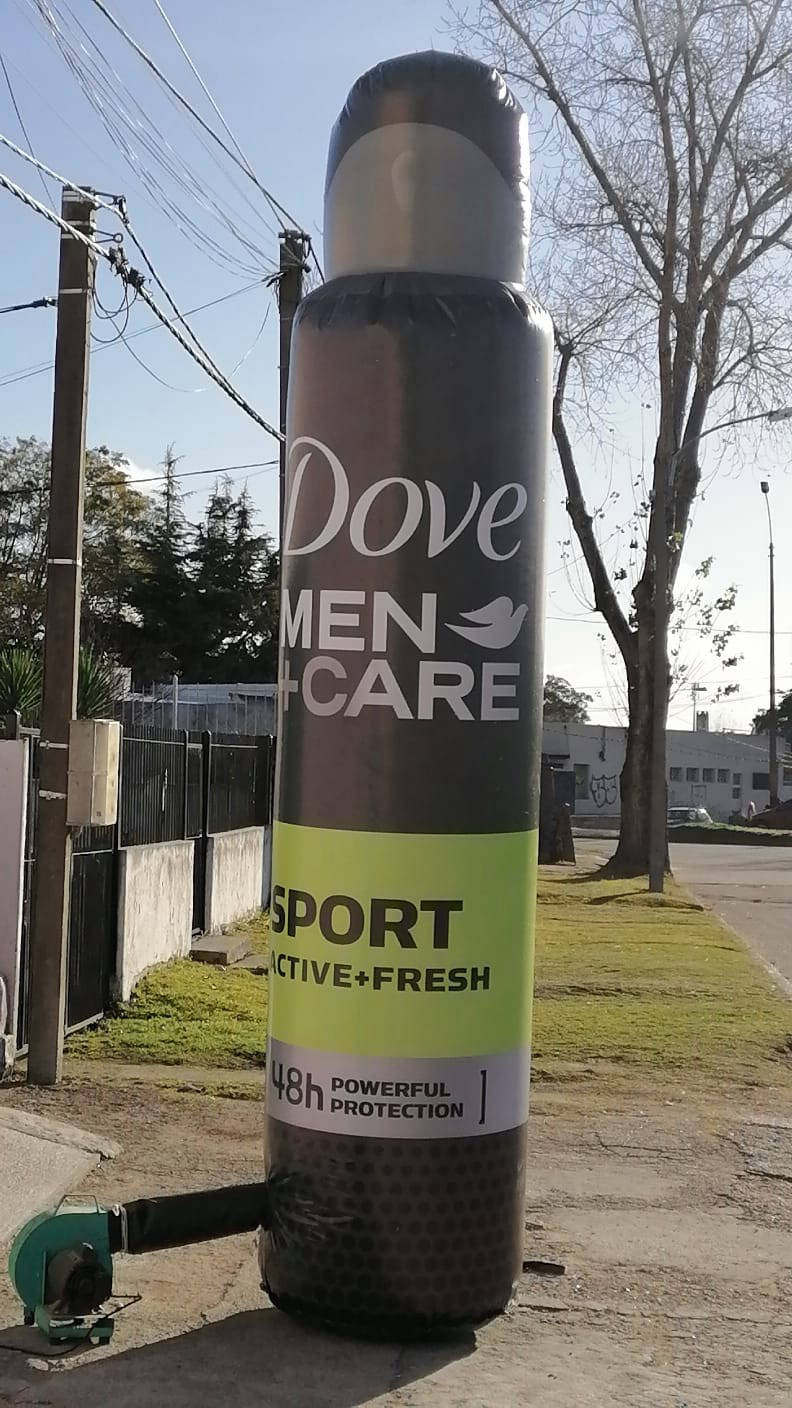 Dove
MEN
+CARE
SPORT
ACTIVE+FRESH
48h POWERFUL
PROTECTION